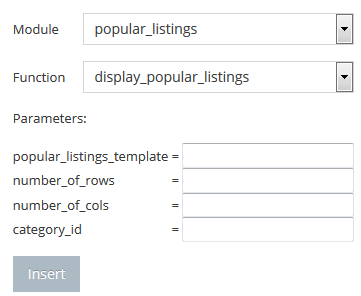 Module popular_listings
Function display_popular_listings
Parameters:
popular_listings_template =
number_of_rows =
number_of_cols =
category_id =
Insert